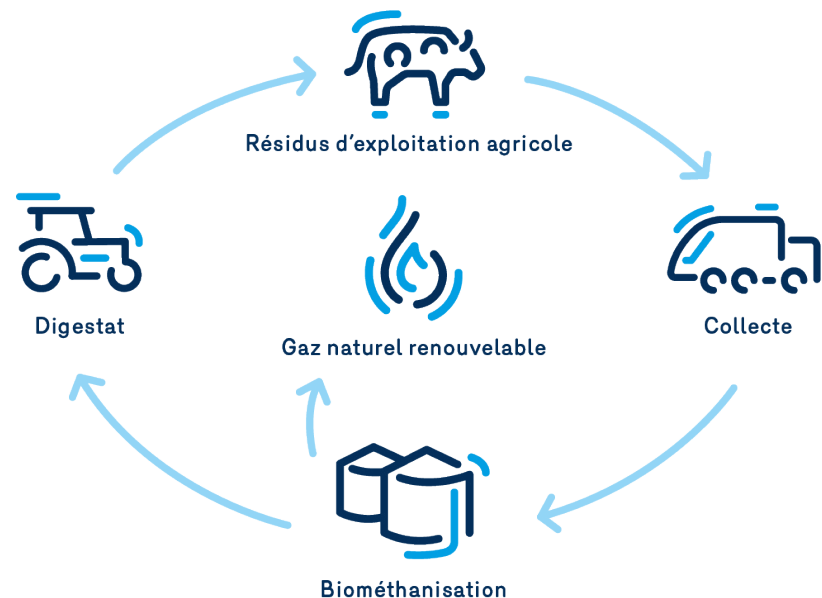 Résidus d’exploitation agricole
Digestat
Collecte
Gaz naturel renouvelable
Biométhanisation